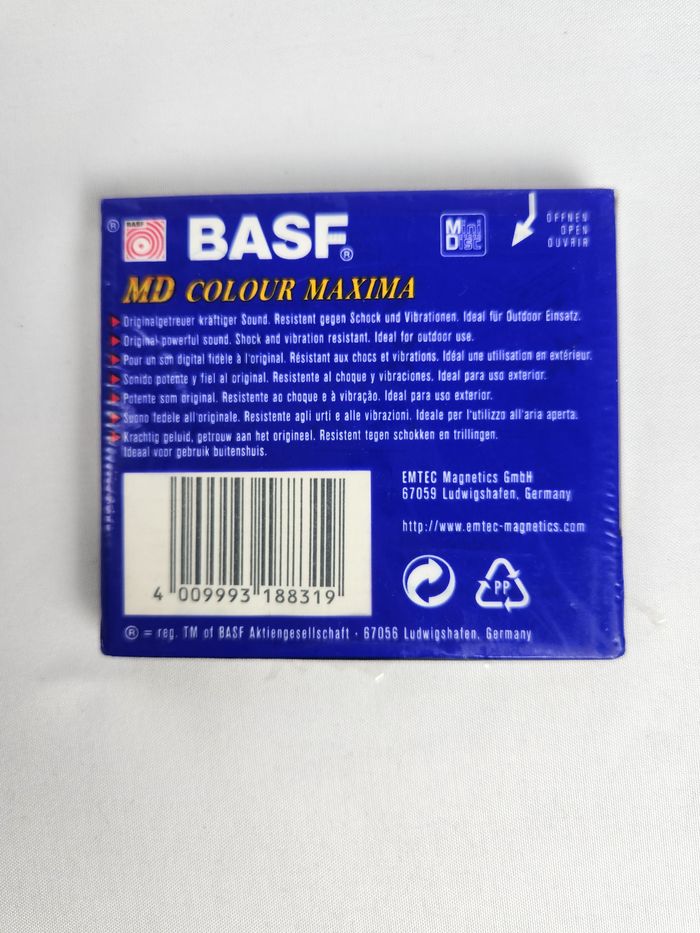 ® BASF BASF®
Mini Disc
ÖFFNEN
OPEN
OUVRIR
MD COLOUR MAXIMA
Originalgetreuer kräftiger Sound. Resistent gegen Schock und Vibrationen. Ideal für Outdoor Einsatz.
Original powerful sound. Shock and vibration resistant. Ideal for outdoor use.
Pour un son digital fidèle à l'original. Résistant aux chocs et vibrations. Idéal une utilisation en extérieur.
Sonido potente y fiel al original. Resistente al choque y vibraciones. Ideal para uso exterior.
Potente som original. Resistente ao choque e à vibração. Ideal para uso exterior.
Suono fedele all'originale. Resistente agli urti e alle vibrazioni. Ideale per l'utilizzo all'aria aperta.
Krachtig geluid, getrouw aan het origineel. Resistent tegen schokken en trillingen.
Ideaal voor gebruik buitenshuis.
EMTEC Magnetics GmbH
67059 Ludwigshafen, Germany
http://www.emtec-magnetics.com
PP
4 009993 188319
® = reg. TM of BASF Aktiengesellschaft · 67056 Ludwigshafen, Germany